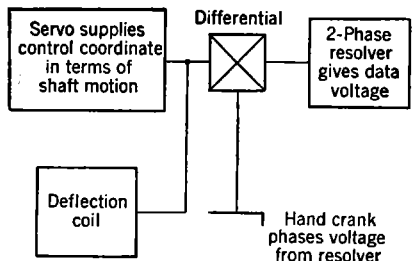 Servo supplies
control coordinate
in terms of
shaft motion
Differential
2-Phase
resolver
gives data
voltage
Deflection
coil
Hand crank
phases voltage
from resolver